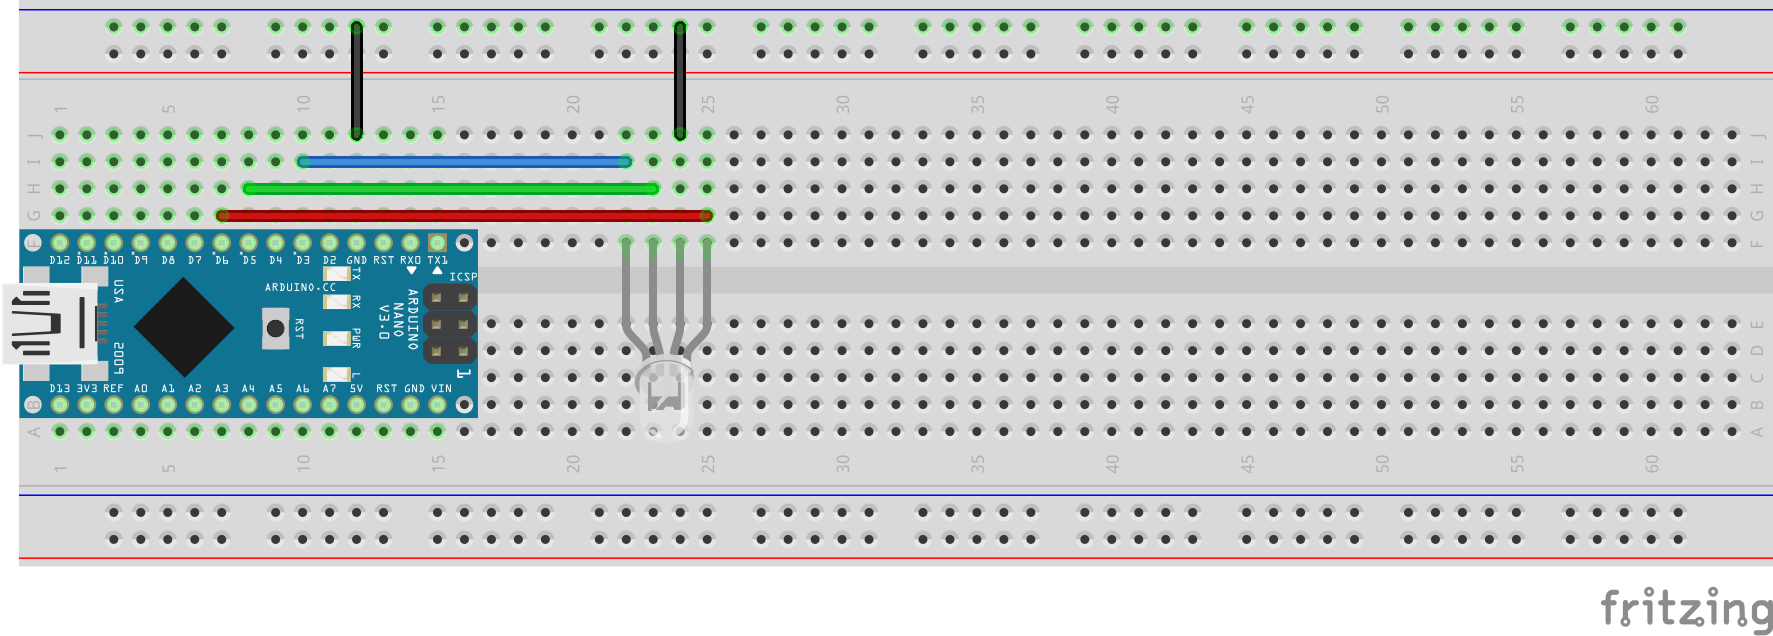 1 5 10 15 20 25 30 35 40 45 50 55 60
J J
I I
H H
G G
F F
D12 D11 D10 D9 D8 D7 D6 D5 D4 D3 D2 GND RST RX0 TX1
USA
ARDUINO.CC
TX
RX
RST
PWR
L
ICSP
ARDUINO
NANO
V3.0
1
2009
E
D
C
D13 3V3 REF A0 A1 A2 A3 A4 A5 A6 A7 5V RST GND VIN
B B
A A
1 5 10 15 20 25 30 35 40 45 50 55 60
fritzing